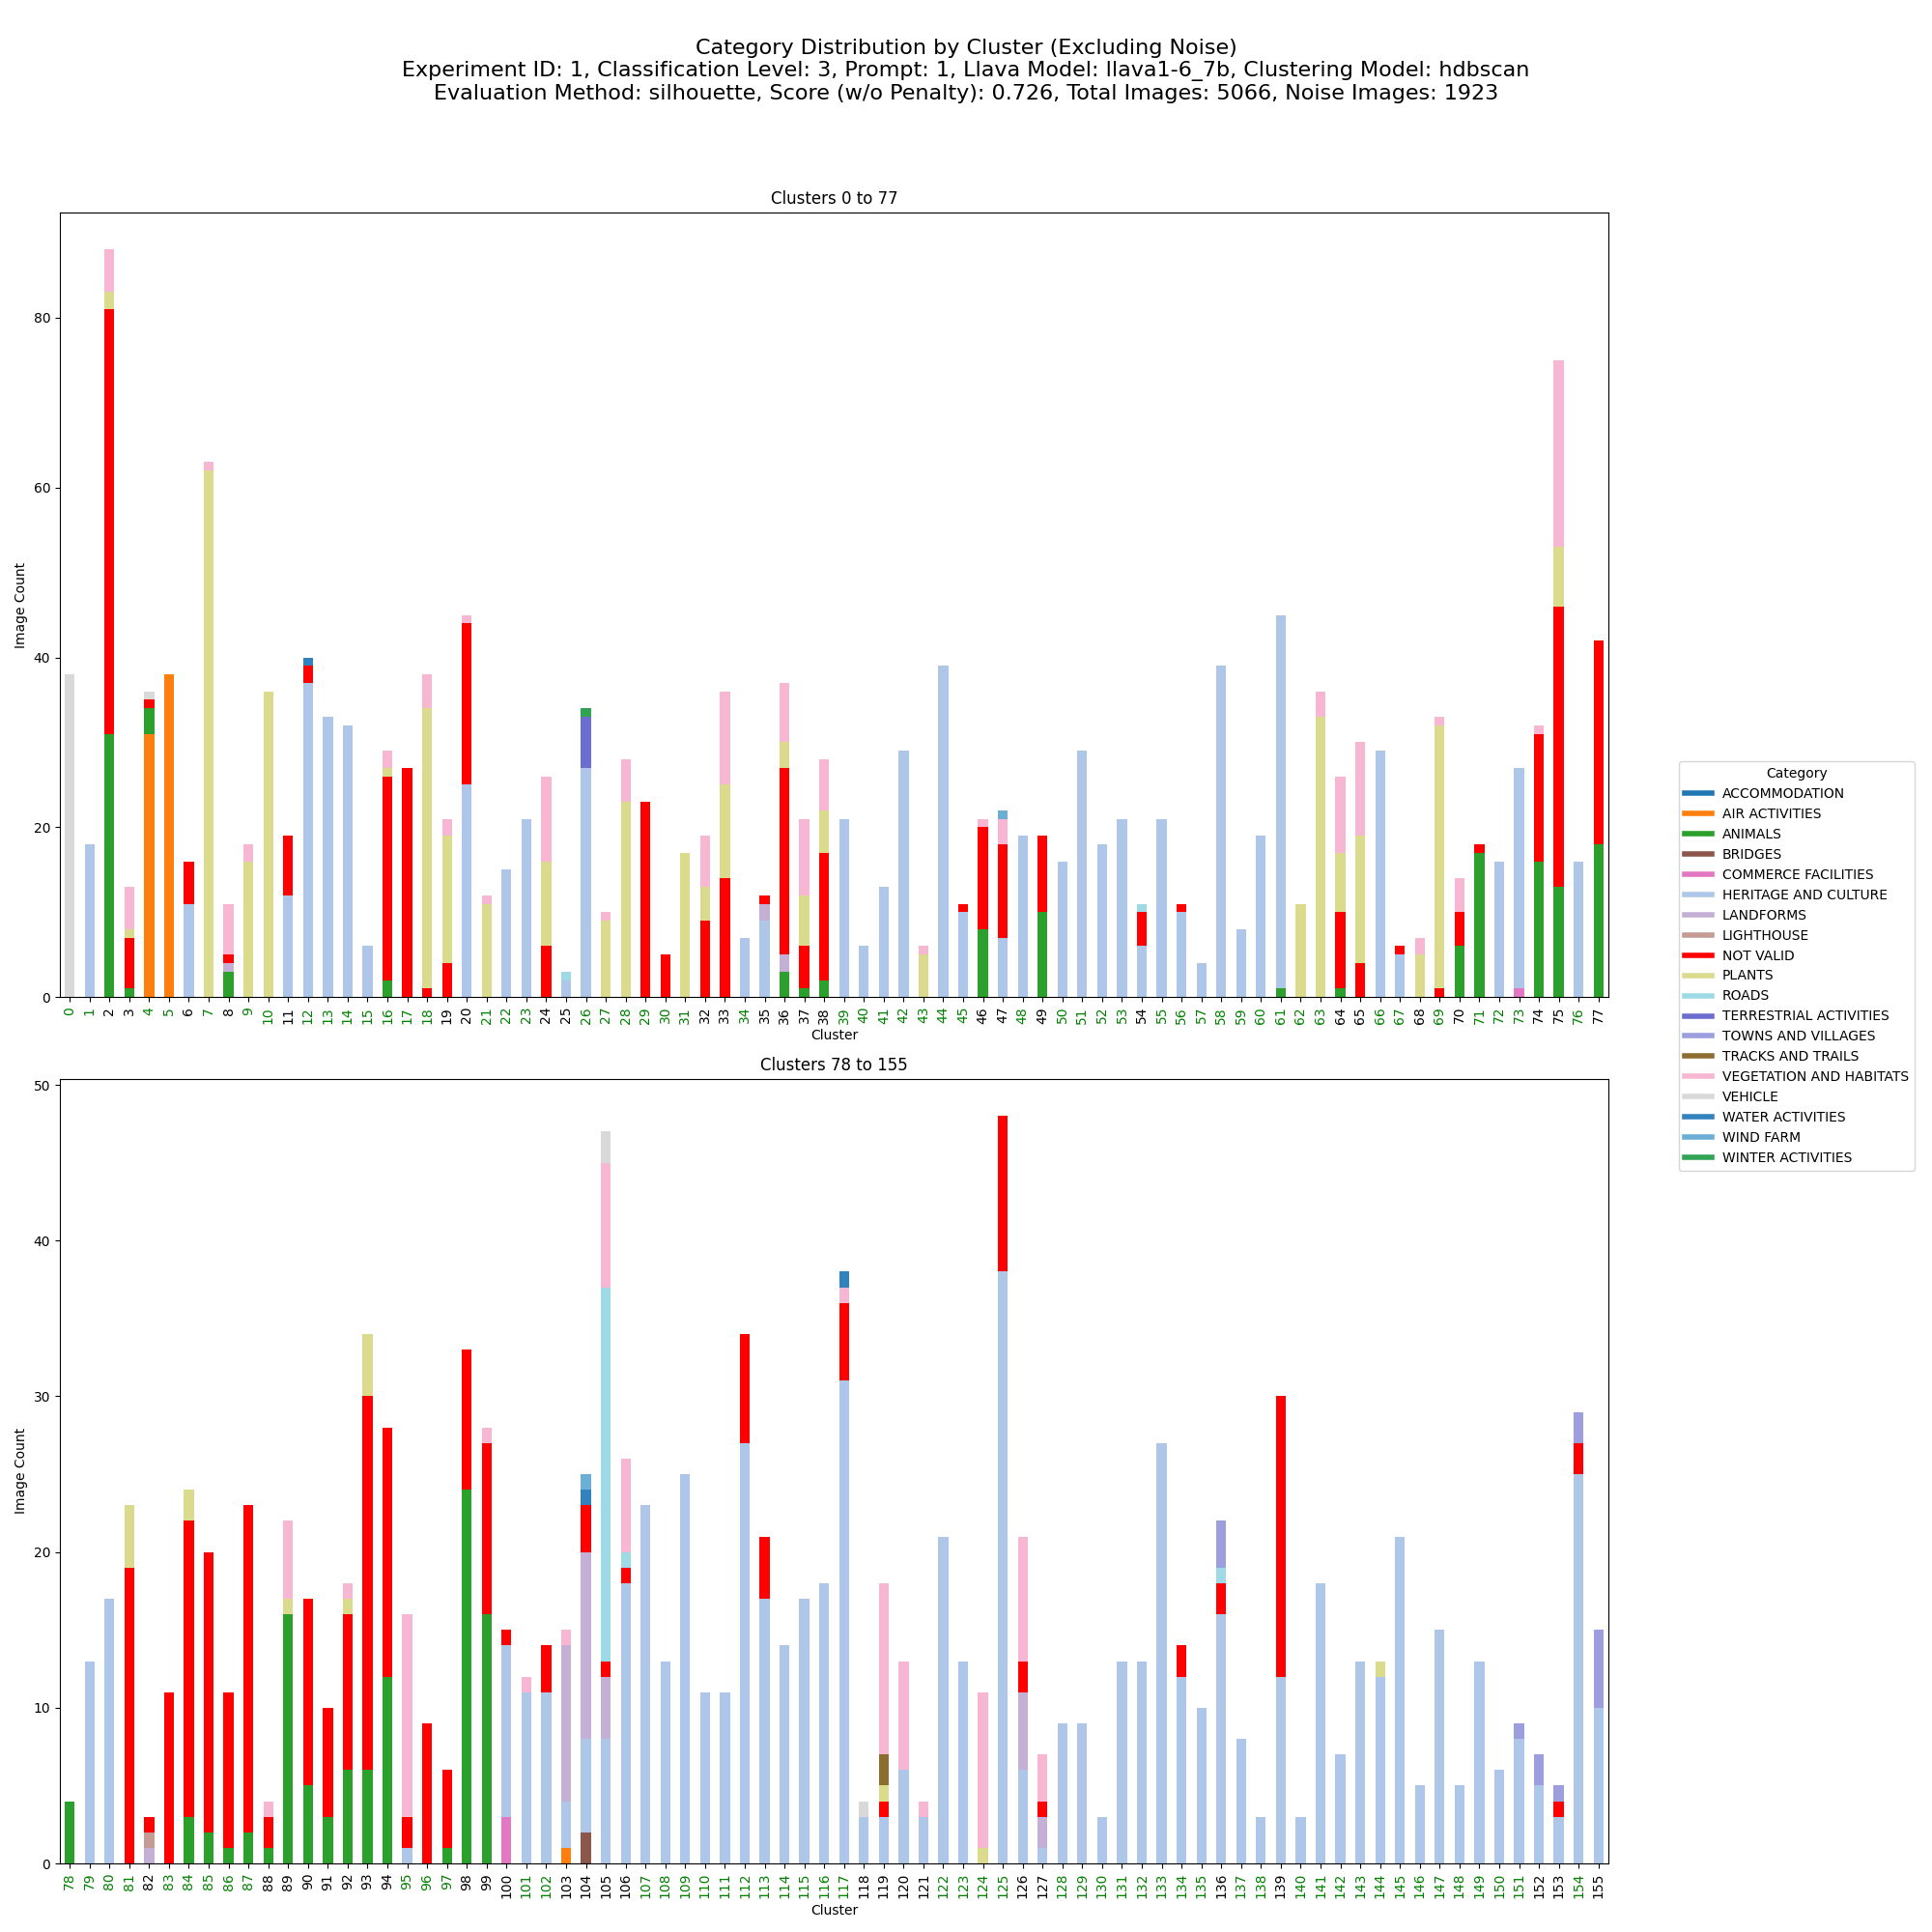 Category Distribution by Cluster (Excluding Noise)
Experiment ID: 1, Classification Level: 3, Prompt: 1, Llava Model: llava1-6_7b, Clustering Model: hdbscan
Evaluation Method: silhouette, Score (w/o Penalty): 0.726, Total Images: 5066, Noise Images: 1923
Clusters 0 to 77
Image Count
80
60
40
20
0
0 1 2 3 4 5 6 7 8 9 10 11 12 13 14 15 16 17 18 19 20 21 22 23 24 25 26 27 28 29 30 31 32 33 34 35 36 37 38 39 40 41 42 43 44 45 46 47 48 49 50 51 52 53 54 55 56 57 58 59 60 61 62 63 64 65 66 67 68 69 70 71 72 73 74 75 76 77
Cluster
Category
ACCOMMODATION
AIR ACTIVITIES
ANIMALS
BRIDGES
COMMERCE FACILITIES
HERITAGE AND CULTURE
LANDFORMS
LIGHTHOUSE
NOT VALID
PLANTS
ROADS
TERRESTRIAL ACTIVITIES
TOWNS AND VILLAGES
TRACKS AND TRAILS
VEGETATION AND HABITATS
VEHICLE
WATER ACTIVITIES
WIND FARM
WINTER ACTIVITIES
Clusters 78 to 155
Image Count
50
40
30
20
10
0
78 79 80 81 82 83 84 85 86 87 88 89 90 91 92 93 94 95 96 97 98 99 100 101 102 103 104 105 106 107 108 109 110 111 112 113 114 115 116 117 118 119 120 121 122 123 124 125 126 127 128 129 130 131 132 133 134 135 136 137 138 139 140 141 142 143 144 145 146 147 148 149 150 151 152 153 154 155
Cluster